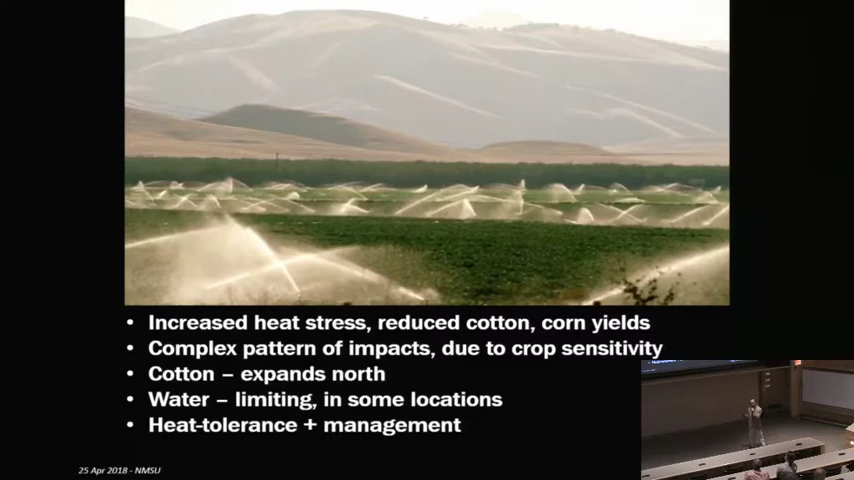 • Increased heat stress, reduced cotton, corn yields
• Complex pattern of impacts, due to crop sensitivity
• Cotton – expands north
• Water – limiting, in some locations
• Heat-tolerance + management
25 Apr 2018 - NMSU